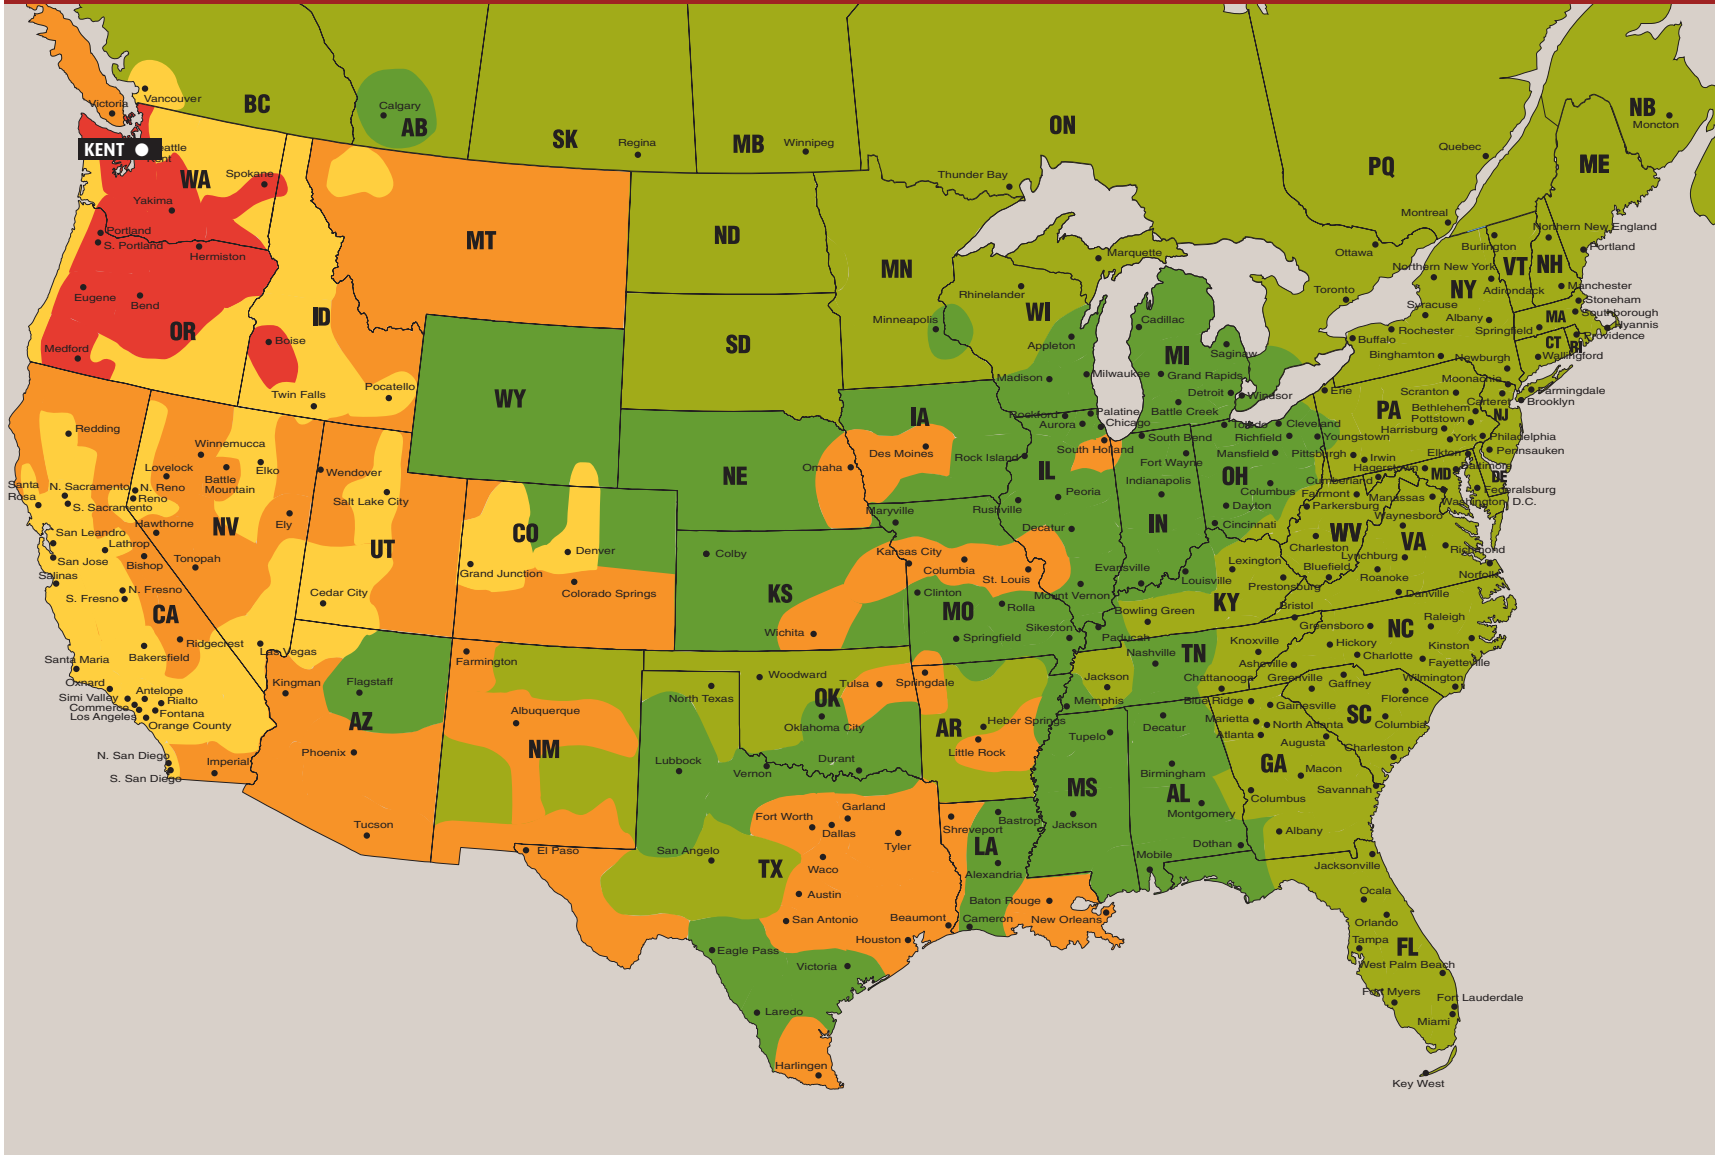 Victoria
Vancouver
BC
Calgary
AB
SK
Regina
MB
Winnipeg
ON
Thunder Bay
PQ
Quebec
NB
Moncton
ME
Montreal
Ottawa
Toronto
KENT
WA
Spokane
Yakima
Portland
S. Portland
Hermiston
Eugene
Bend
OR
Medford
ID
Boise
Twin Falls
Pocatello
MT
WY
ND
SD
NE
Omaha
MN
Minneapolis
WI
Rhinelander
Marquette
Appleton
Madison
Milwaukee
MI
Cadillac
Saginaw
Grand Rapids
Detroit
Windsor
Battle Creek
IA
Des Moines
Rock Island
Rockford
Aurora
Palatine
Chicago
South Holland
IL
Peoria
Rushville
Decatur
Mount Vernon
South Bend
Fort Wayne
Indianapolis
IN
Evansville
Toledo
Cleveland
Richfield
Youngstown
Mansfield
OH
Columbus
Dayton
Cincinnati
Northern New England
Portland
Burlington
VT
NH
Northern New York
NY
Adirondack
Manchester
Stoneham
Southborough
Hyannis
Providence
MA
CT
RI
Syracuse
Albany
Springfield
Rochester
Buffalo
Binghamton
Newburgh
Wallingford
Moonachie
Farmingdale
Brooklyn
Carteret
NJ
Erie
PA
Scranton
Bethlehem
Pottstown
Harrisburg
York
Philadelphia
Pennsauken
Pittsburgh
Irwin
Elkton
Hagerstown
Baltimore
MD
DE
Cumberland
Federalsburg
Washington, D.C.
Fairmont
Manassas
Parkersburg
WV
Charleston
Bluefield
Waynesboro
VA
Lynchburg
Richmond
Roanoke
Norfolk
Danville
Lexington
Louisville
Prestonsburg
KY
Bowling Green
Paducah
Bristol
Greensboro
NC
Raleigh
Hickory
Charlotte
Kinston
Fayetteville
Wilmington
Asheville
Knoxville
TN
Nashville
Jackson
Memphis
Chattanooga
Greenville
Gaffney
Florence
SC
Columbia
Charleston
Blue Ridge
Gainesville
Marietta
North Atlanta
Atlanta
Augusta
GA
Macon
Columbus
Savannah
Albany
Jacksonville
Ocala
Orlando
Tampa
FL
West Palm Beach
Fort Myers
Fort Lauderdale
Miami
Key West
Redding
Santa
Rosa
N. Sacramento
S. Sacramento
San Leandro
Lathrop
San Jose
Salinas
N. Fresno
S. Fresno
CA
Bishop
Ridgecrest
Bakersfield
Santa Maria
Oxnard
Antelope
Simi Valley
Rialto
Commerce
Fontana
Los Angeles
Orange County
N. San Diego
S. San Diego
Imperial
Winnemucca
Lovelock
Battle
Mountain
Elko
N. Reno
Reno
Hawthorne
NV
Ely
Tonopah
Las Vegas
Wendover
Salt Lake City
UT
Cedar City
Kingman
Flagstaff
AZ
Phoenix
Tucson
CO
Denver
Grand Junction
Colorado Springs
Farmington
Albuquerque
NM
Colby
KS
Wichita
Maryville
Kansas City
Columbia
St. Louis
Clinton
MO
Rolla
Springfield
Sikeston
Woodward
OK
Tulsa
Oklahoma City
Durant
Springdale
AR
Heber Springs
Little Rock
North Texas
Lubbock
Vernon
El Paso
San Angelo
TX
Fort Worth
Garland
Dallas
Tyler
Waco
Austin
San Antonio
Beaumont
Houston
Eagle Pass
Victoria
Laredo
Harlingen
Shreveport
Bastrop
LA
Alexandria
Baton Rouge
Cameron
New Orleans
Tupelo
MS
Jackson
Decatur
Birmingham
AL
Montgomery
Dothan
Mobile